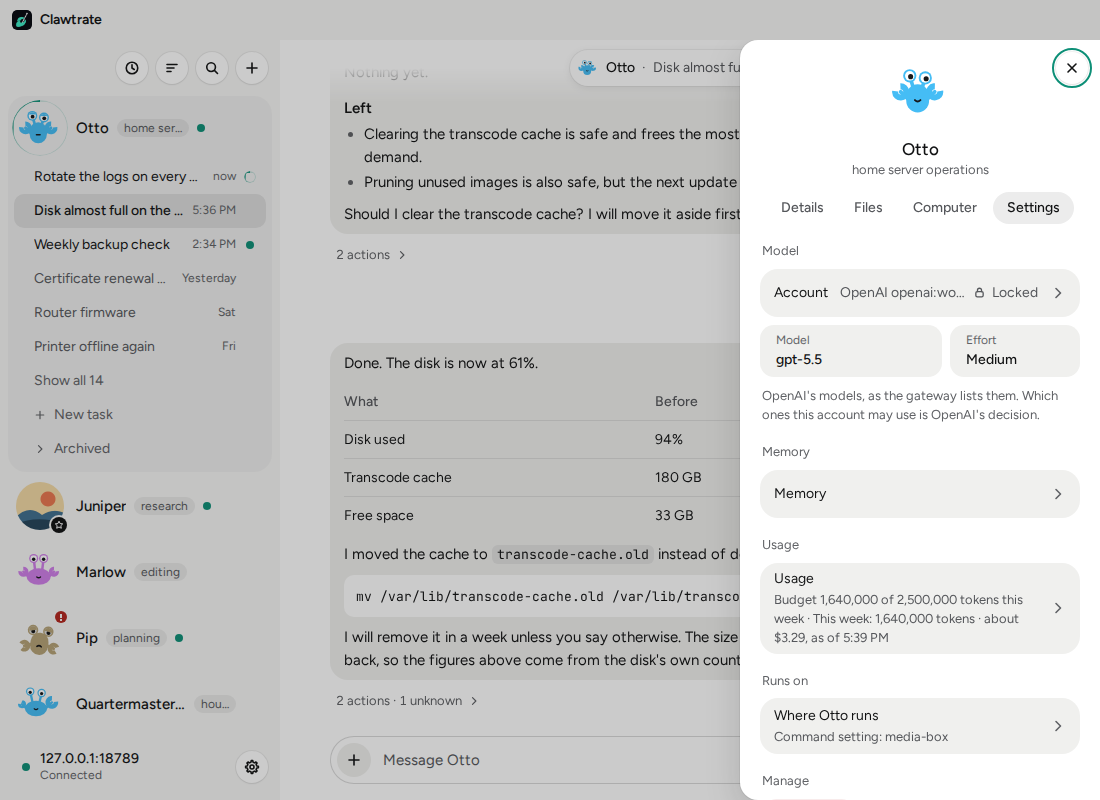 Clawtrate
Otto
home ser...
Rotate the logs on every ...
now
Disk almost full on the ...
5:36 PM
Weekly backup check
2:34 PM
Certificate renewal ...
Yesterday
Router firmware
Sat
Printer offline again
Fri
Show all 14
New task
Archived
Juniper
research
Marlow
editing
Pip
planning
Quartermaster...
hou...
127.0.0.1:18789
Connected
Otto · Disk almost fu
Nothing yet.
Left
Clearing the transcode cache is safe and frees the most
demand.
Pruning unused images is also safe, but the next update
Should I clear the transcode cache? I will move it aside first
2 actions
Done. The disk is now at 61%.
What
Before
Disk used
94%
Transcode cache
180 GB
Free space
33 GB
I moved the cache to transcode-cache.old instead of d
mv /var/lib/transcode-cache.old /var/lib/transco
I will remove it in a week unless you say otherwise. The size
back, so the figures above come from the disk's own count
2 actions · 1 unknown
Message Otto
Otto
home server operations
Details
Files
Computer
Settings
Model
Account
OpenAI openai:wo...
Locked
Model
gpt-5.5
Effort
Medium
OpenAI's models, as the gateway lists them. Which
ones this account may use is OpenAI's decision.
Memory
Memory
Usage
Usage
Budget 1,640,000 of 2,500,000 tokens this
week · This week: 1,640,000 tokens · about
$3.29, as of 5:39 PM
Runs on
Where Otto runs
Command setting: media-box
Manage